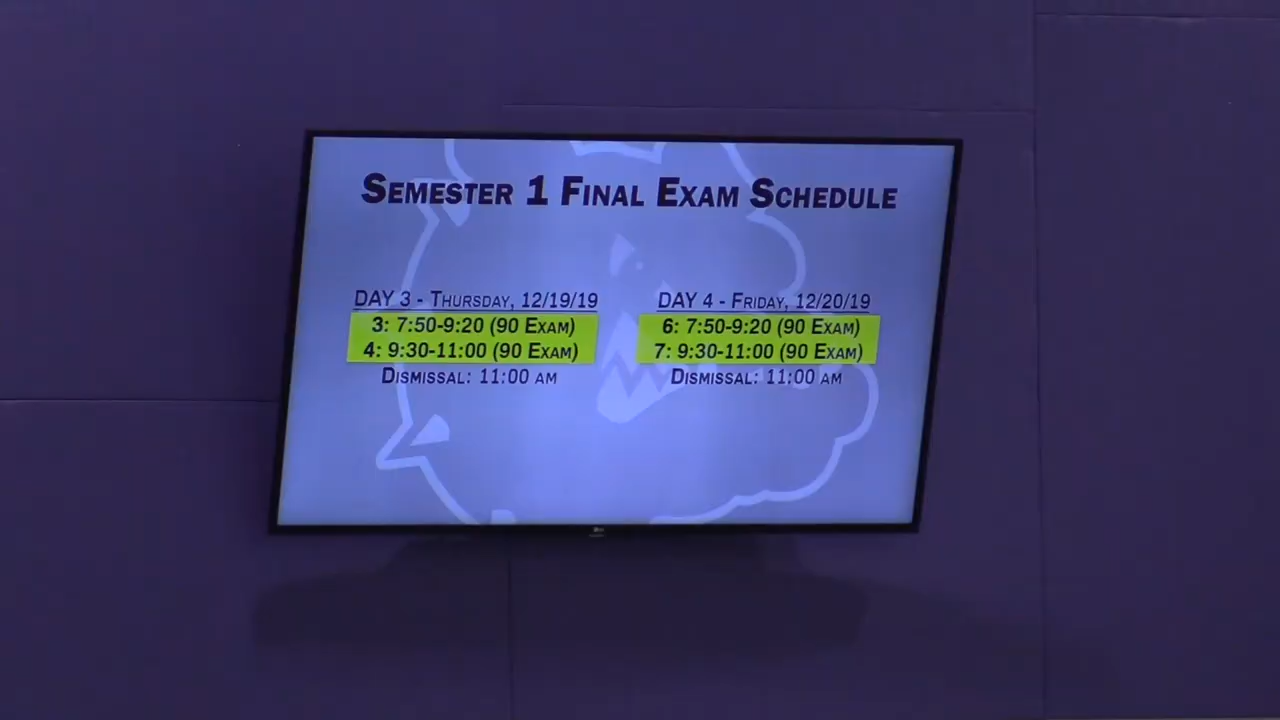 SEMESTER 1 FINAL EXAM SCHEDULE
DAY 3 - THURSDAY, 12/19/19
3: 7:50-9:20 (90 EXAM)
4: 9:30-11:00 (90 EXAM)
DISMISSAL: 11:00 AM
DAY 4 - FRIDAY, 12/20/19
6: 7:50-9:20 (90 EXAM)
7: 9:30-11:00 (90 EXAM)
DISMISSAL: 11:00 AM